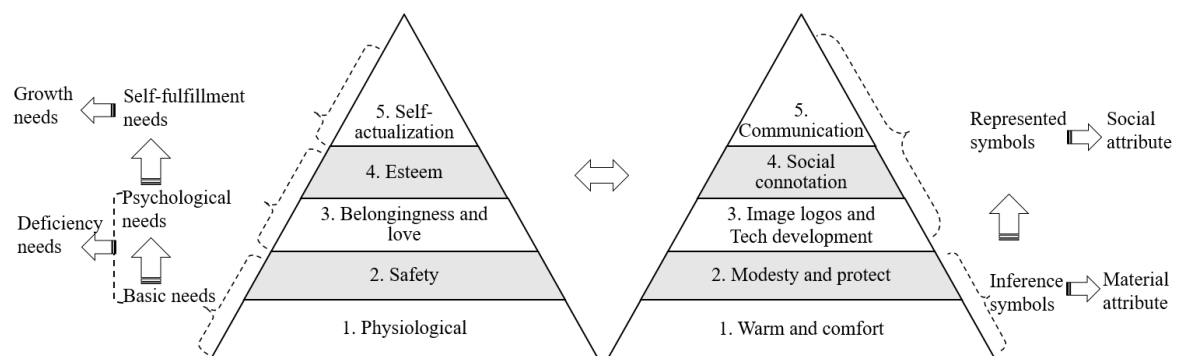 Growth
needs
Self-fulfillment
needs
Psychological
needs
Deficiency
needs
Basic needs
5. Self-
actualization
4. Esteem
3. Belongingness and
love
2. Safety
1. Physiological
5.
Communication
4. Social
connotation
3. Image logos and
Tech development
2. Modesty and protect
1. Warm and comfort
Represented
symbols
Social
attribute
Inference
symbols
Material
attribute